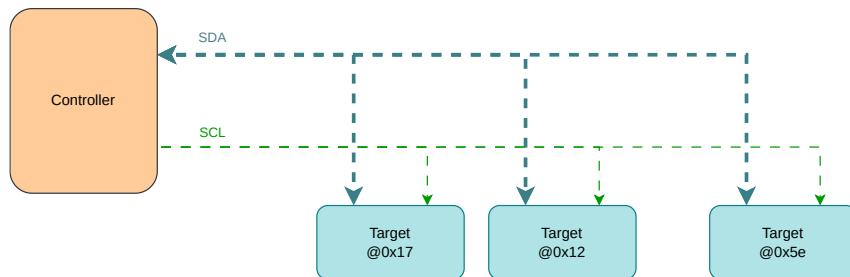 SDA
Controller
SCL
Target
@0x17
Target
@0x12
Target
@0x5e